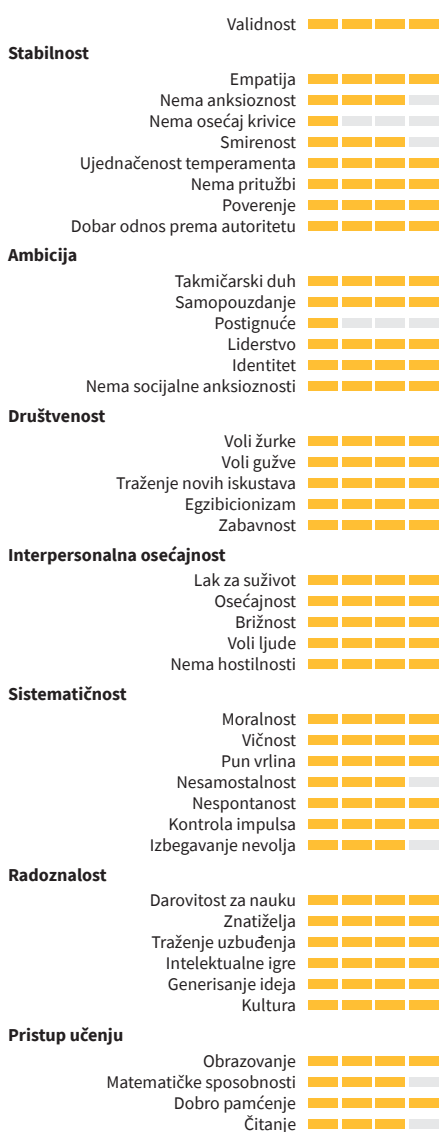 Validnost
Stabilnost
Empatija
Nema anksioznost
Nema osećaj krivice
Smirenost
Ujednačenost temperamenta
Nema pritužbi
Poverenje
Dobar odnos prema autoritetu
Ambicija
Takmičarski duh
Samopouzdanje
Postignuće
Liderstvo
Identitet
Nema socijalne anksioznosti
Društvenost
Voli žurke
Voli gužve
Traženje novih iskustava
Egzibicionizam
Zabavnost
Interpersonalna osećajnost
Lak za suživot
Osećajnost
Brižnost
Voli ljude
Nema hostilnosti
Sistematičnost
Moralnost
Vičnost
Pun vrlina
Nesamostalnost
Nespontanost
Kontrola impulsa
Izbegavanje nevolja
Radoznalost
Darovitost za nauku
Znatiželja
Traženje uzbuđenja
Intelektualne igre
Generisanje ideja
Kultura
Pristup učenju
Obrazovanje
Matematičke sposobnosti
Dobro pamćenje
Čitanje